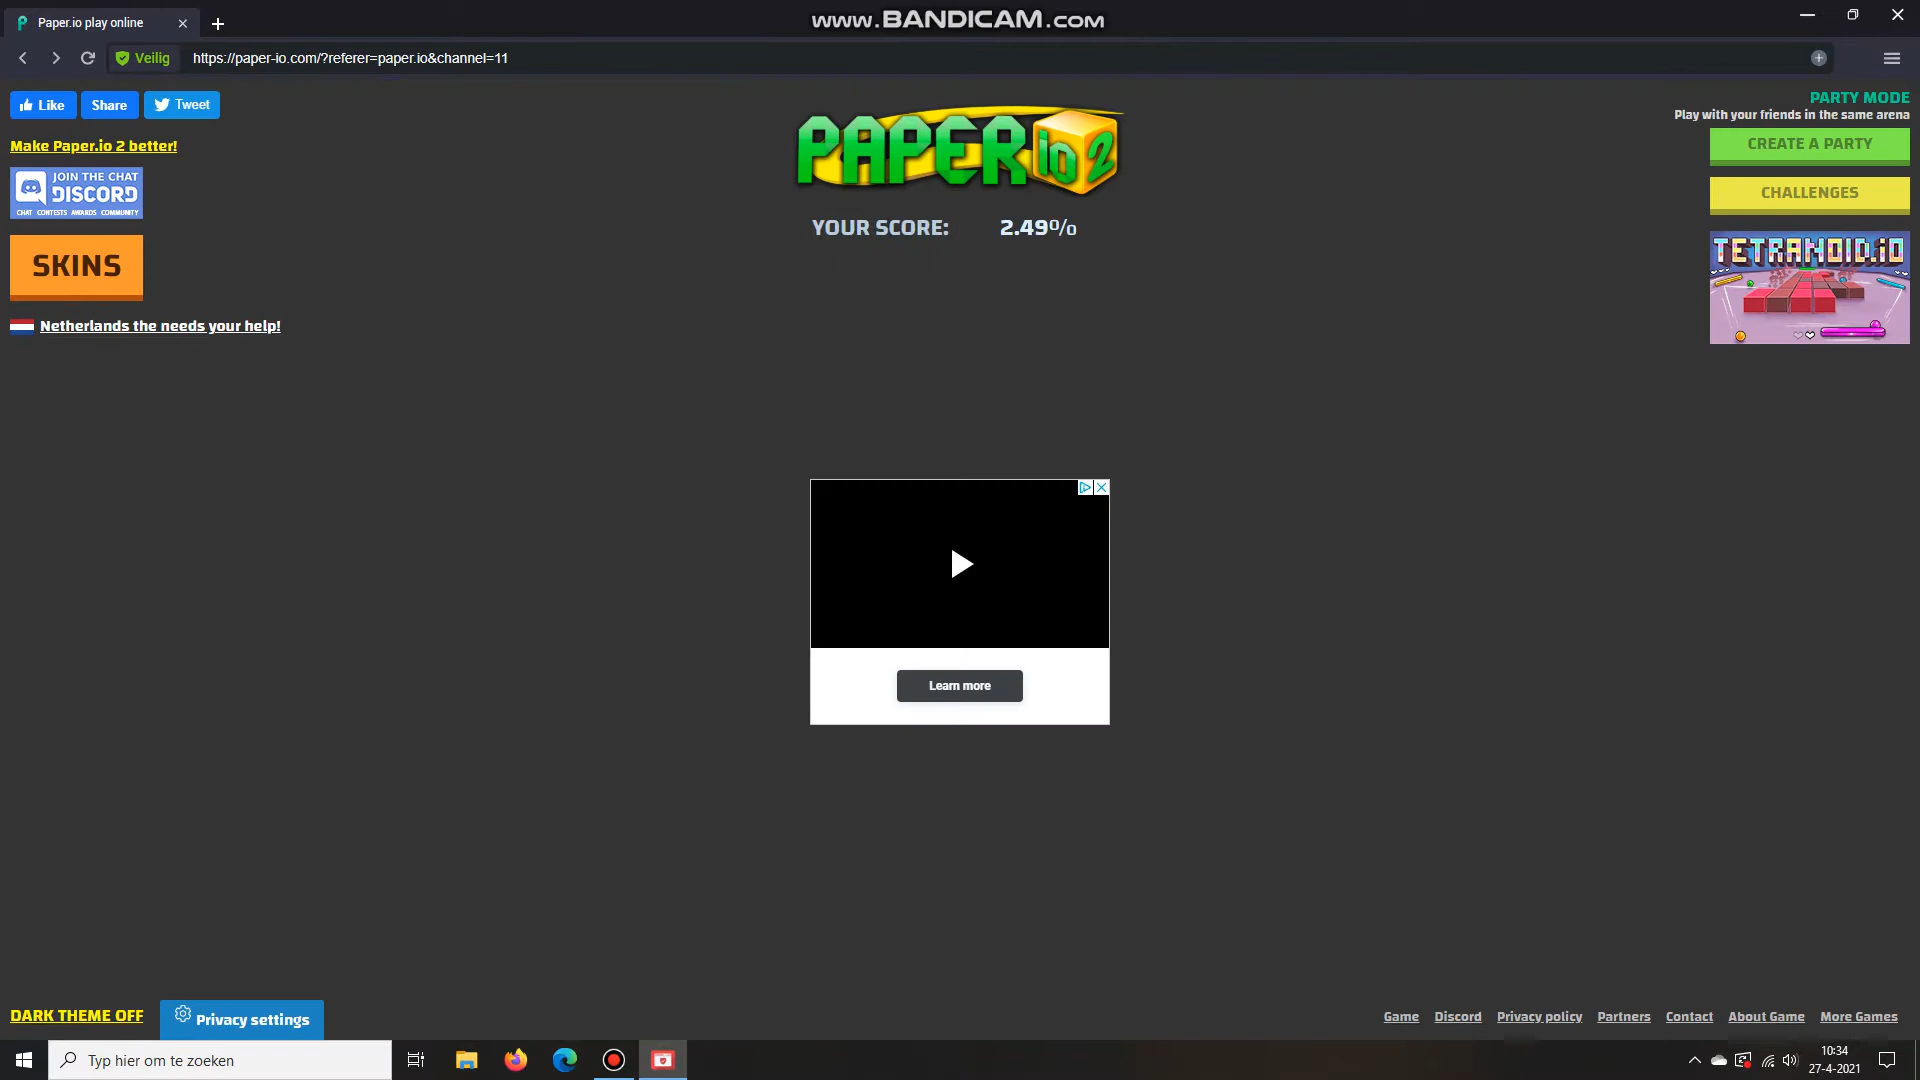 Paper.io play online
www.BANDICAM.com
Veilig
https://paper-io.com/?referer=paper.io&channel=11
Like
Share
Tweet
Make Paper.io 2 better!
JOIN THE CHAT
DISCORD
CHAT CONTESTS AWARDS COMMUNITY
SKINS
Netherlands the needs your help!
PAPER io 2
YOUR SCORE: 2.49%
PARTY MODE
Play with your friends in the same arena
CREATE A PARTY
CHALLENGES
TETRANOID.iO
Learn more
DARK THEME OFF
Privacy settings
Game Discord Privacy policy Partners Contact About Game More Games
Typ hier om te zoeken
10:34
27-4-2021